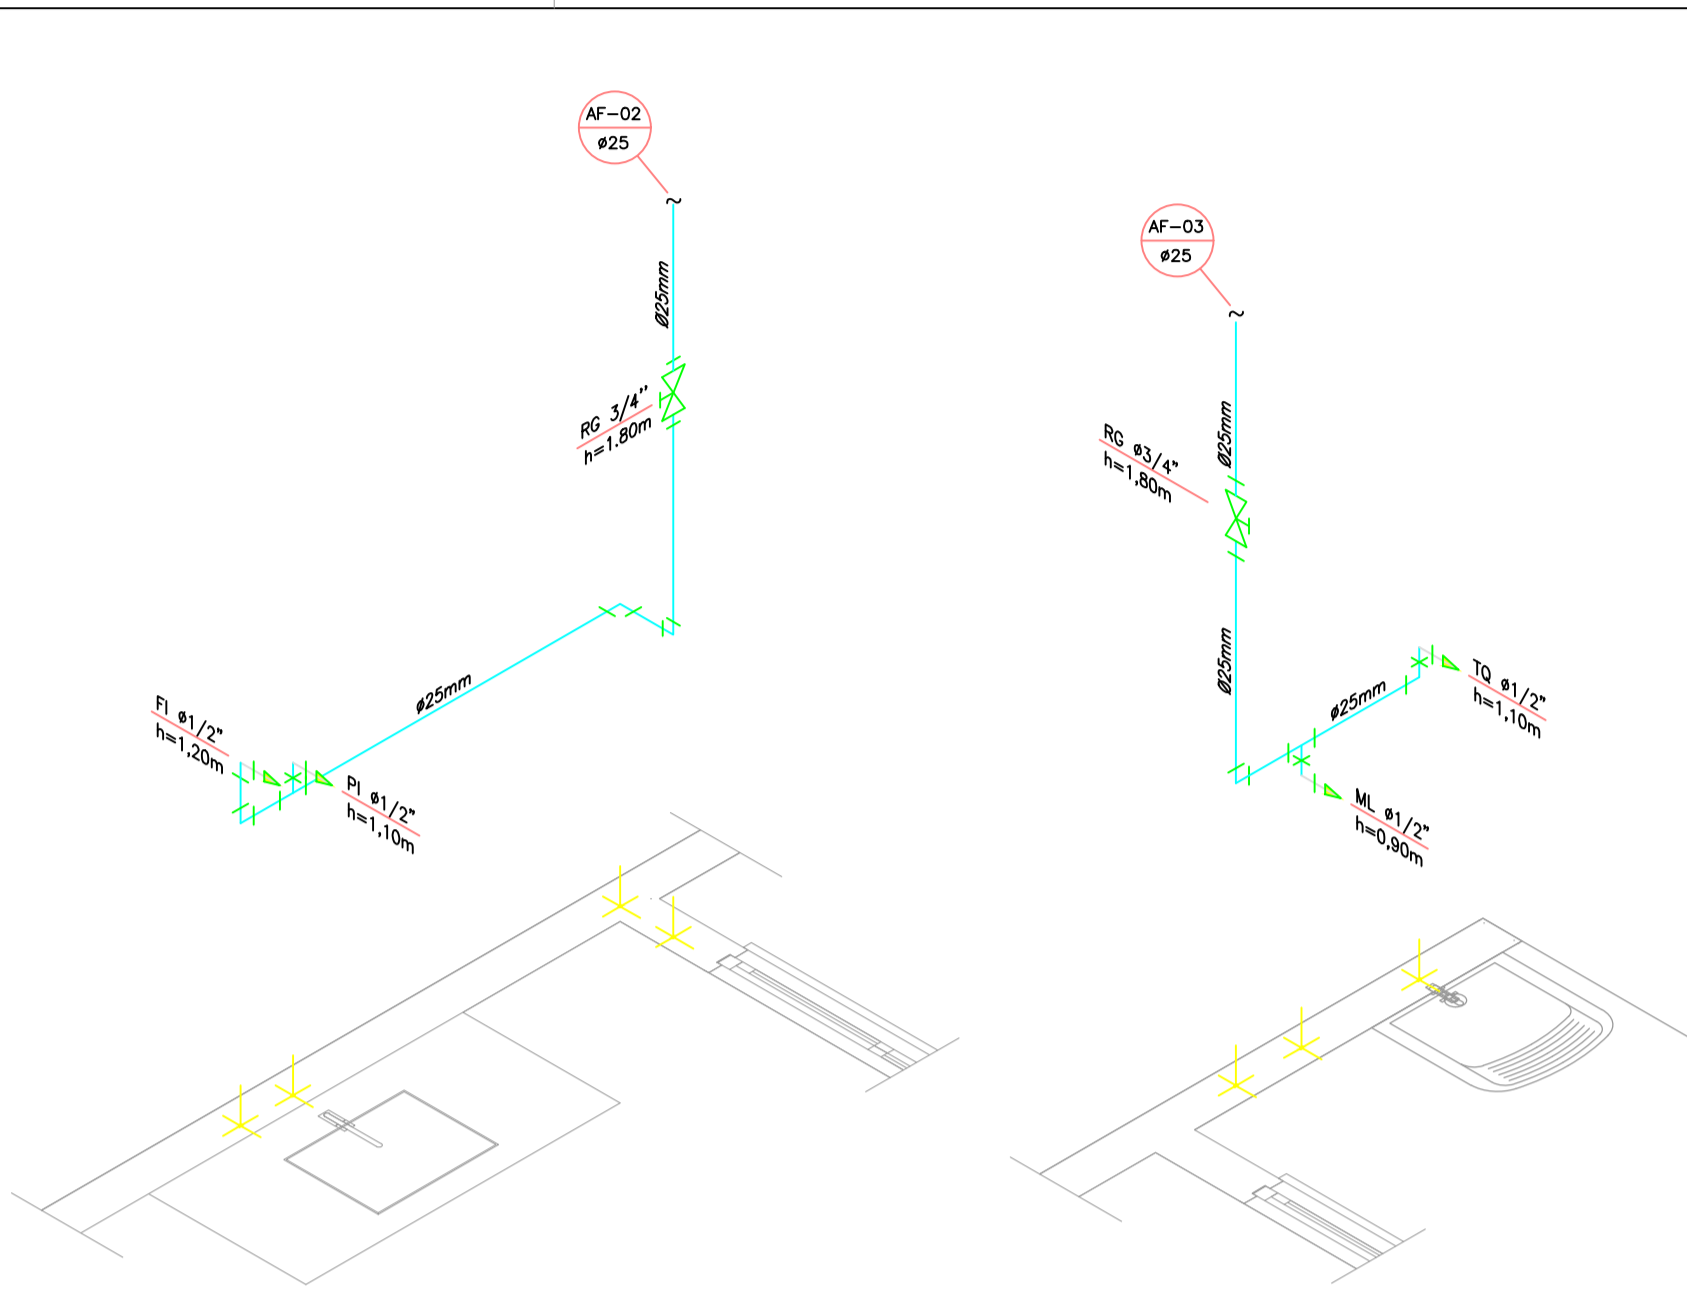 AF-02
ø25
Ø25mm
RG 3/4''
h=1.80m
ø25mm
FI ø1/2"
h=1,20m
PI ø1/2"
h=1,10m
AF-03
ø25
Ø25mm
RG ø3/4"
h=1,80m
Ø25mm
ø25mm
TQ ø1/2"
h=1,10m
ML ø1/2"
h=0,90m